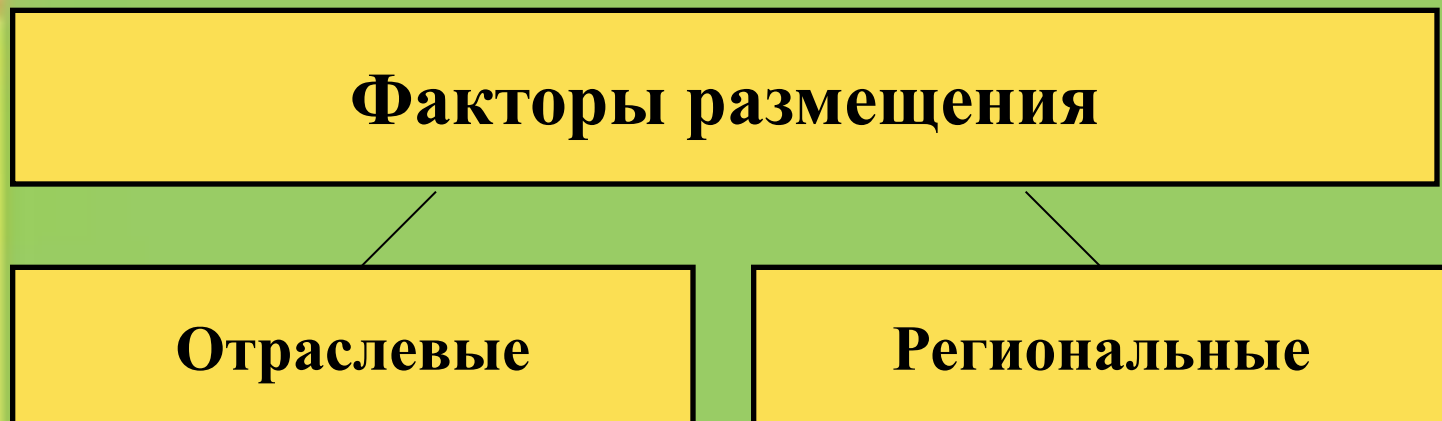 Факторы размещения
Отраслевые
Региональные